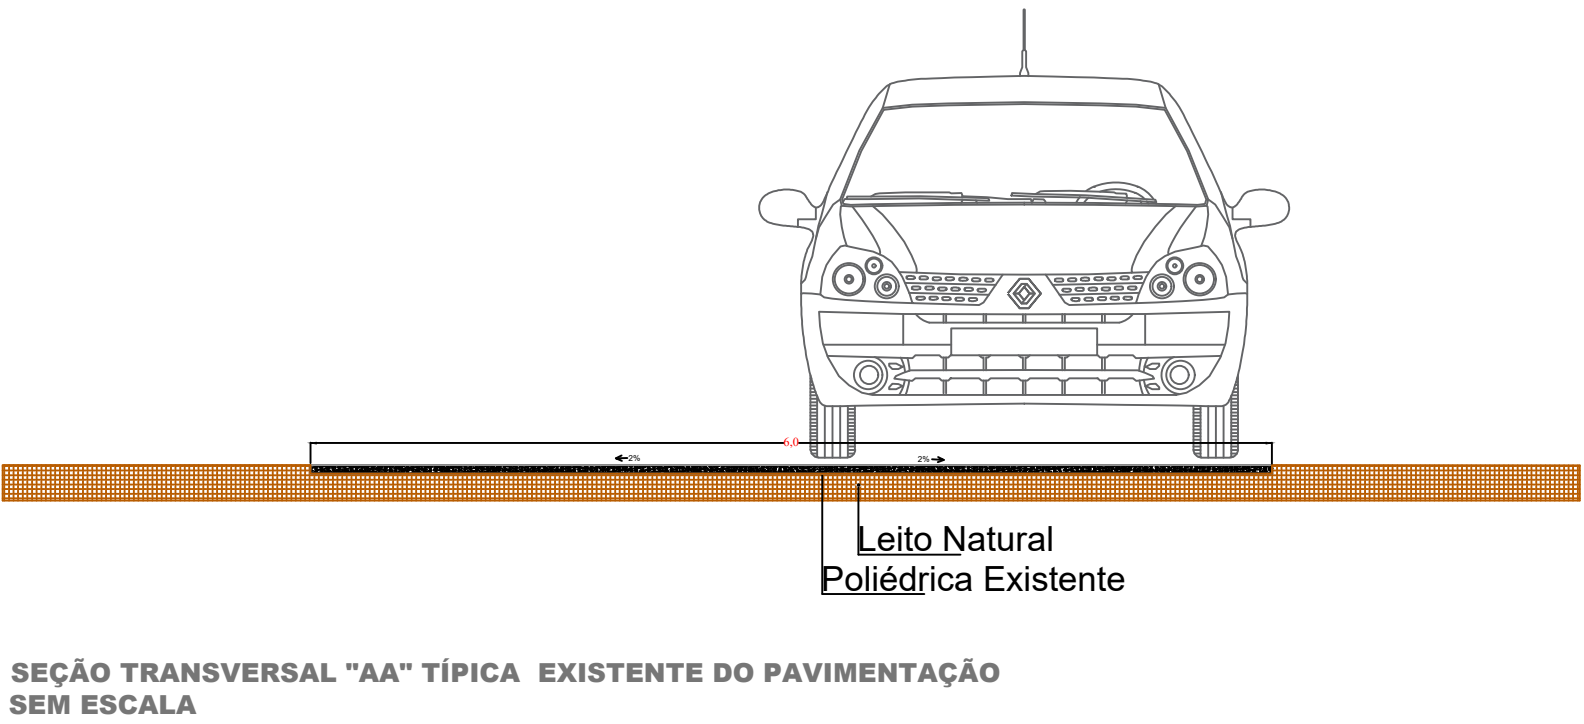 6,0
2% 2%
Leito Natural
Poliédrica Existente
SEÇÃO TRANSVERSAL "AA" TÍPICA EXISTENTE DO PAVIMENTAÇÃO
SEM ESCALA